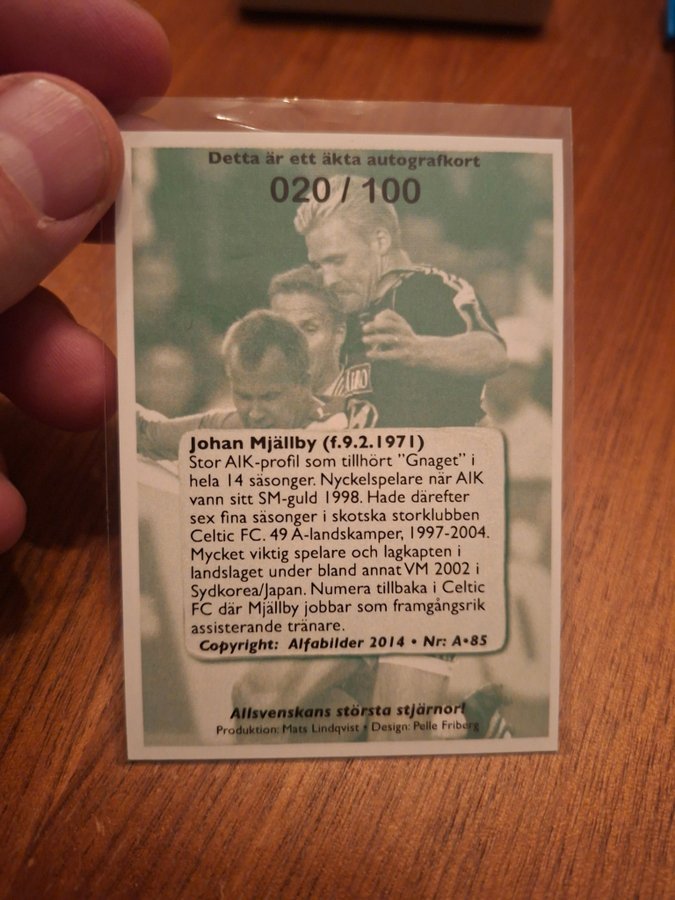 Detta är ett äkta autografkort
020 / 100
Johan Mjällby (f.9.2.1971)
Stor AIK-profil som tillhört ”Gnaget” i
hela 14 säsonger. Nyckelspelare när AIK
vann sitt SM-guld 1998. Hade därefter
sex fina säsonger i skotska storklubben
Celtic FC. 49 A-landskamper, 1997-2004.
Mycket viktig spelare och lagkapten i
landslaget under bland annat VM 2002 i
Sydkorea/Japan. Numera tillbaka i Celtic
FC där Mjällby jobbar som framgångsrik
assisterande tränare.
Copyright: Alfabilder 2014 • Nr: A•85
Allsvenskans största stjärnor!
Produktion: Mats Lindqvist • Design: Pelle Friberg